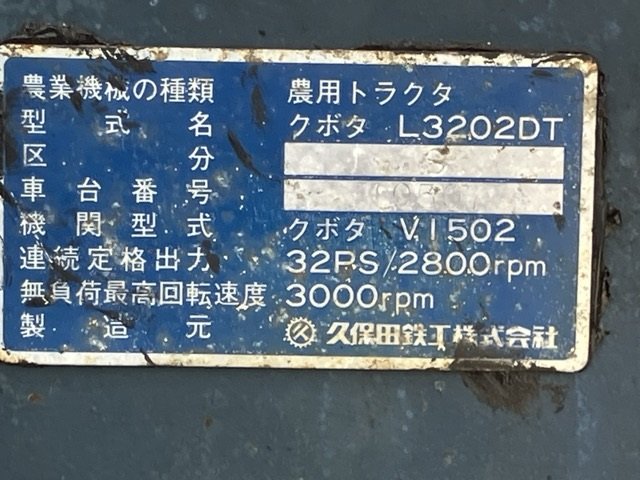 農業機械の種類 農用トラクタ
型式名 クボタ L3202DT
区分
車台番号
機関型式 クボタ V1502
連続定格出力 32PS/2800rpm
無負荷最高回転速度 3000rpm
製造元 久保田鉄工株式会社